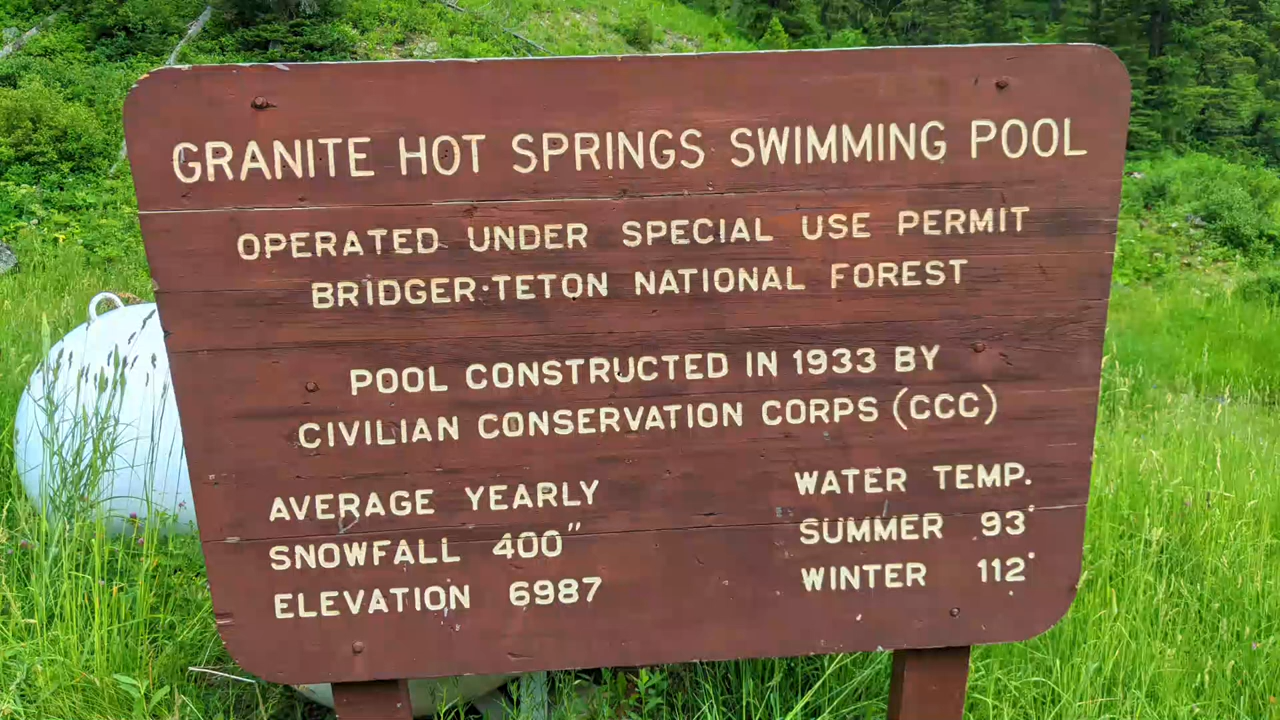 GRANITE HOT SPRINGS SWIMMING POOL
OPERATED UNDER SPECIAL USE PERMIT
BRIDGER·TETON NATIONAL FOREST
POOL CONSTRUCTED IN 1933 BY
CIVILIAN CONSERVATION CORPS (CCC)
AVERAGE YEARLY
SNOWFALL 400"
ELEVATION 6987
WATER TEMP.
SUMMER 93°
WINTER 112°